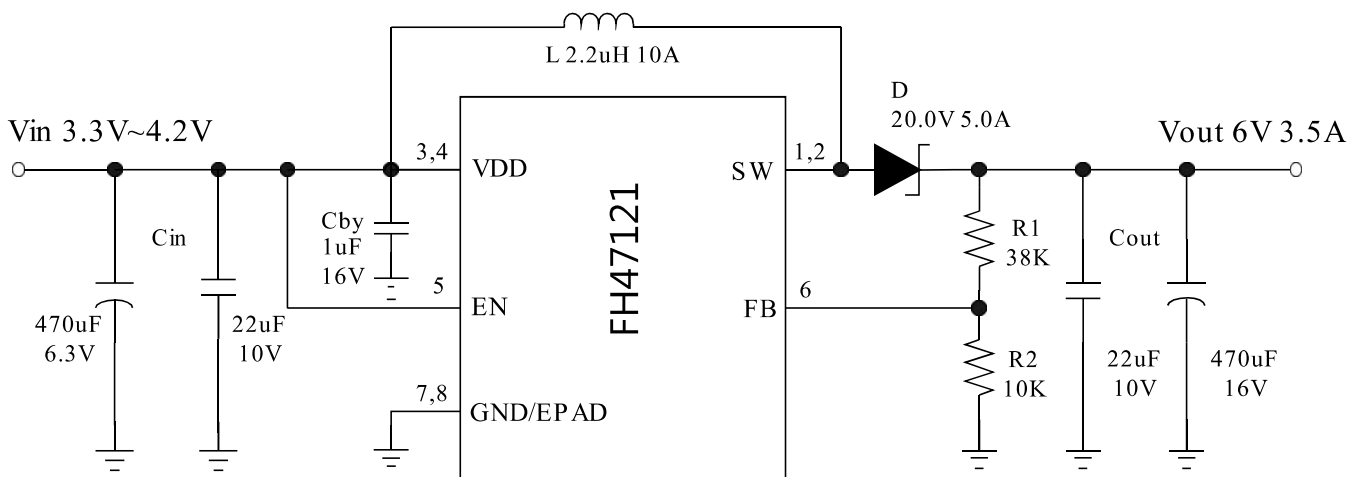 L 2.2uH 10A
D
20.0V 5.0A
Vin 3.3V~4.2V
Vout 6V 3.5A
3,4
VDD
SW
1,2
Cin
Cby
1uF
16V
FH47121
R1
38K
Cout
5
EN
FB
6
470uF
6.3V
22uF
10V
R2
10K
22uF
10V
470uF
16V
7,8
GND/EPAD